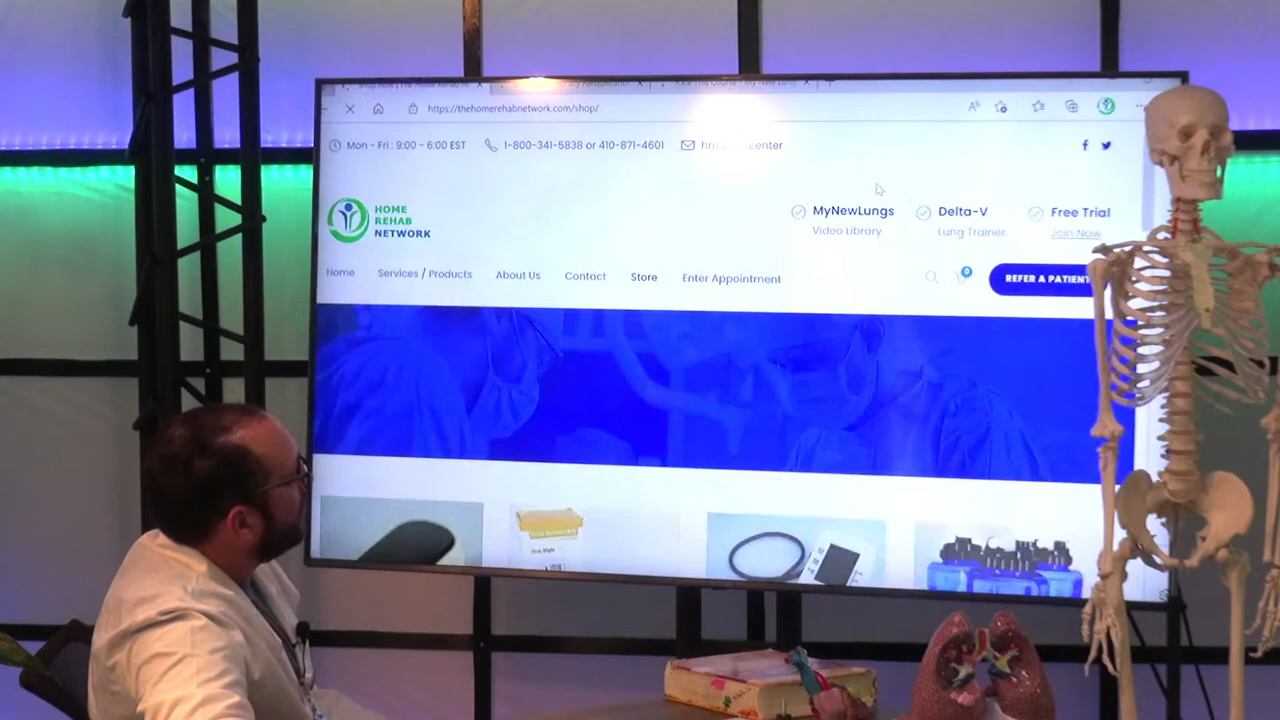 https://thehomerehabnetwork.com/shop/
Mon - Fri : 9:00 - 6:00 EST 1-800-341-5838 or 410-871-4601 center
HOME
REHAB
NETWORK
MyNewLungs Delta-V Free Trial
Video Library Lung Trainer Join Now
Home Services / Products About Us Contact Store Enter Appointment 0 REFER A PATIENT